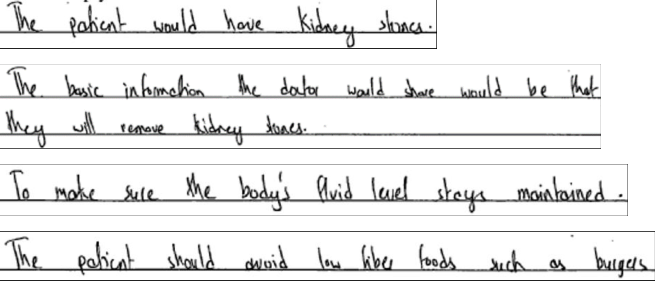 The patient would have kidney stones.
The basic information the doctor would share would be that
they will remove kidney stones.
To make sure the body's fluid level stays maintained.
The patient should avoid low fiber foods such as burgers